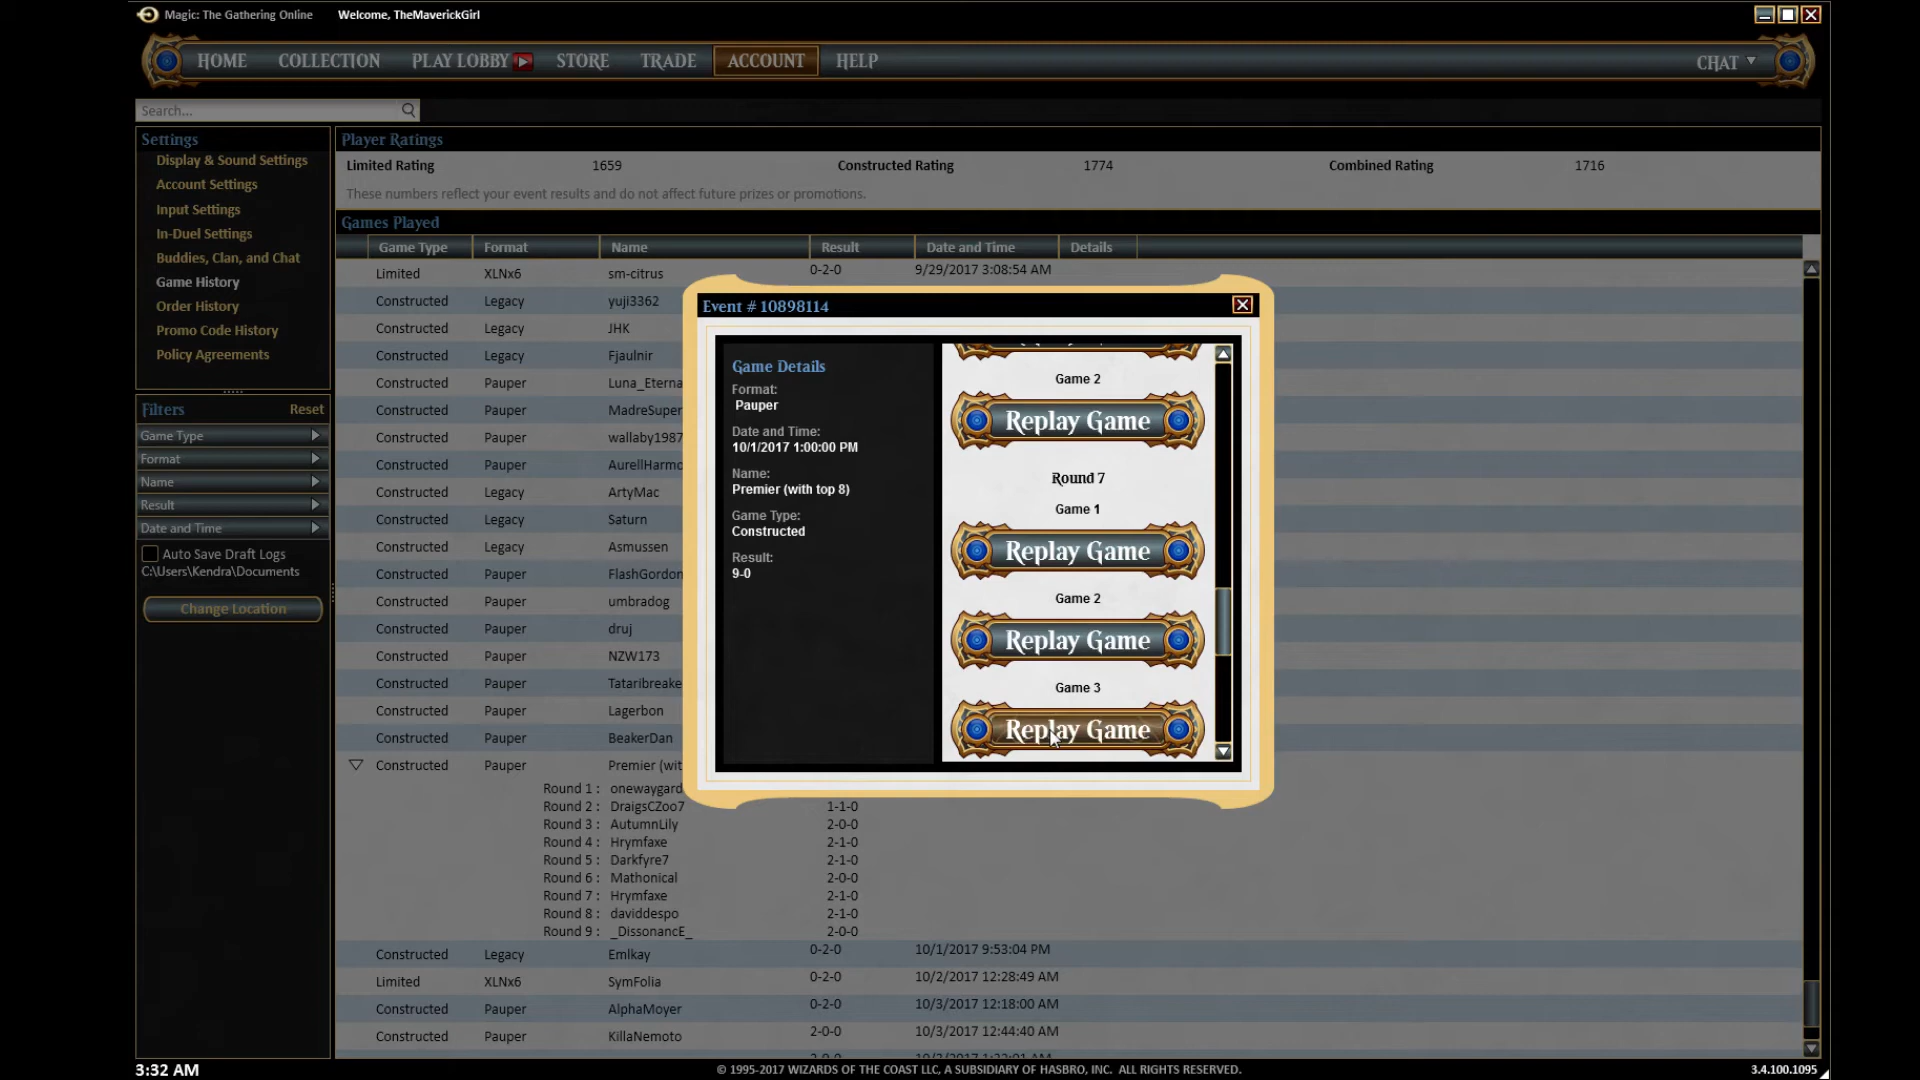 Magic: The Gathering Online Welcome, TheMaverickGirl
HOME COLLECTION PLAY LOBBY STORE TRADE ACCOUNT HELP CHAT
Search...
Settings
Display & Sound Settings
Account Settings
Input Settings
In-Duel Settings
Buddies, Clan, and Chat
Game History
Order History
Promo Code History
Policy Agreements
Filters Reset
Game Type
Format
Name
Result
Date and Time
Auto Save Draft Logs
C:\Users\Kendra\Documents
Change Location
Player Ratings
Limited Rating 1659 Constructed Rating 1774 Combined Rating 1716
These numbers reflect your event results and do not affect future prizes or promotions.
Games Played
Game Type Format Name Result Date and Time Details
Limited XLNx6 sm-citrus 0-2-0 9/29/2017 3:08:54 AM
Constructed Legacy yuji3362
Constructed Legacy JHK
Constructed Legacy Fjaulnir
Constructed Pauper Luna_Eterna
Constructed Pauper MadreSuper
Constructed Pauper wallaby1987
Constructed Pauper AurellHarmo
Constructed Legacy ArtyMac
Constructed Legacy Saturn
Constructed Legacy Asmussen
Constructed Pauper FlashGordon
Constructed Pauper umbradog
Constructed Pauper druj
Constructed Pauper NZW173
Constructed Pauper Tataribreake
Constructed Pauper Lagerbon
Constructed Pauper BeakerDan
Constructed Pauper Premier (wit
Round 1 : onewaygard
Round 2 : DraigsCZoo7 1-1-0
Round 3 : AutumnLily 2-0-0
Round 4 : Hrymfaxe 2-1-0
Round 5 : Darkfyre7 2-1-0
Round 6 : Mathonical 2-0-0
Round 7 : Hrymfaxe 2-1-0
Round 8 : daviddespo 2-1-0
Round 9 : _DissonancE_ 2-0-0
Constructed Legacy Emlkay 0-2-0 10/1/2017 9:53:04 PM
Limited XLNx6 SymFolia 0-2-0 10/2/2017 12:28:49 AM
Constructed Pauper AlphaMoyer 0-2-0 10/3/2017 12:18:00 AM
Constructed Pauper KillaNemoto 2-0-0 10/3/2017 12:44:40 AM
Event # 10898114
Game Details
Format:
Pauper
Date and Time:
10/1/2017 1:00:00 PM
Name:
Premier (with top 8)
Game Type:
Constructed
Result:
9-0
Game 2
Replay Game
Round 7
Game 1
Replay Game
Game 2
Replay Game
Game 3
Replay Game
3:32 AM © 1995-2017 WIZARDS OF THE COAST LLC, A SUBSIDIARY OF HASBRO, INC. ALL RIGHTS RESERVED. 3.4.100.1095